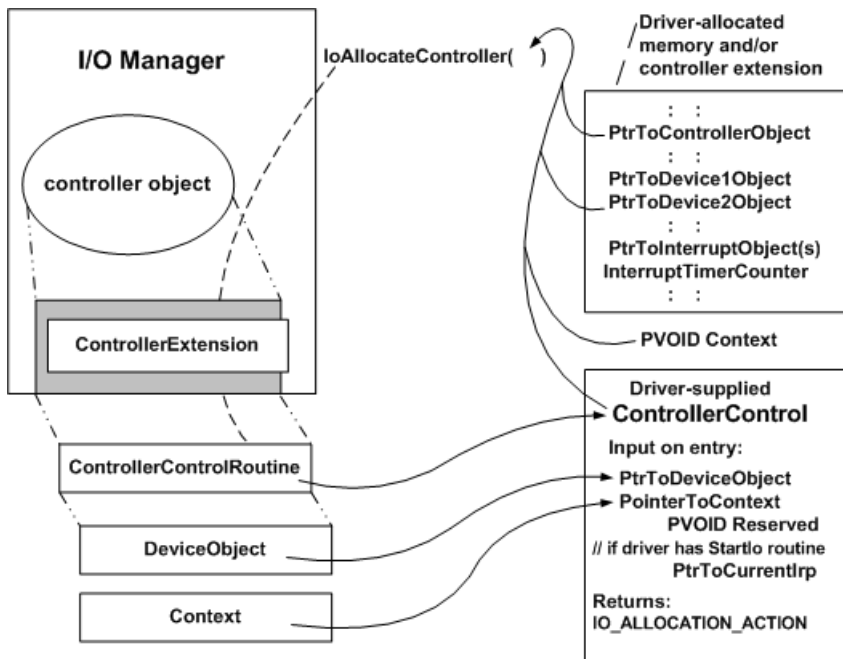 I/O Manager
controller object
ControllerExtension
ControllerControlRoutine
DeviceObject
Context
IoAllocateController( )
Driver-allocated
memory and/or
controller extension
: :
PtrToControllerObject
: :
PtrToDevice1Object
PtrToDevice2Object
: :
PtrToInterruptObject(s)
InterruptTimerCounter
: :
PVOID Context
Driver-supplied
ControllerControl
Input on entry:
PtrToDeviceObject
PointerToContext
PVOID Reserved
// if driver has StartIo routine
PtrToCurrentIrp
Returns:
IO_ALLOCATION_ACTION